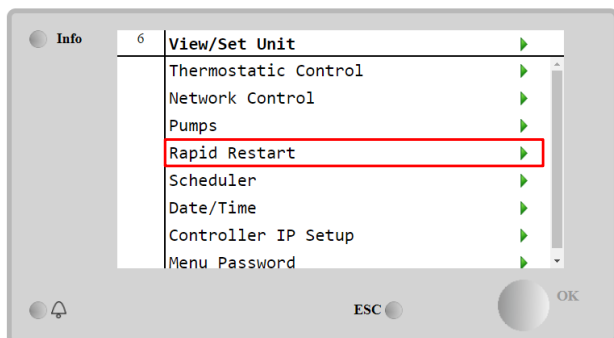 Info
6 View/Set Unit
Thermostatic Control
Network Control
Pumps
Rapid Restart
Scheduler
Date/Time
Controller IP Setup
Menu Password
ESC
OK